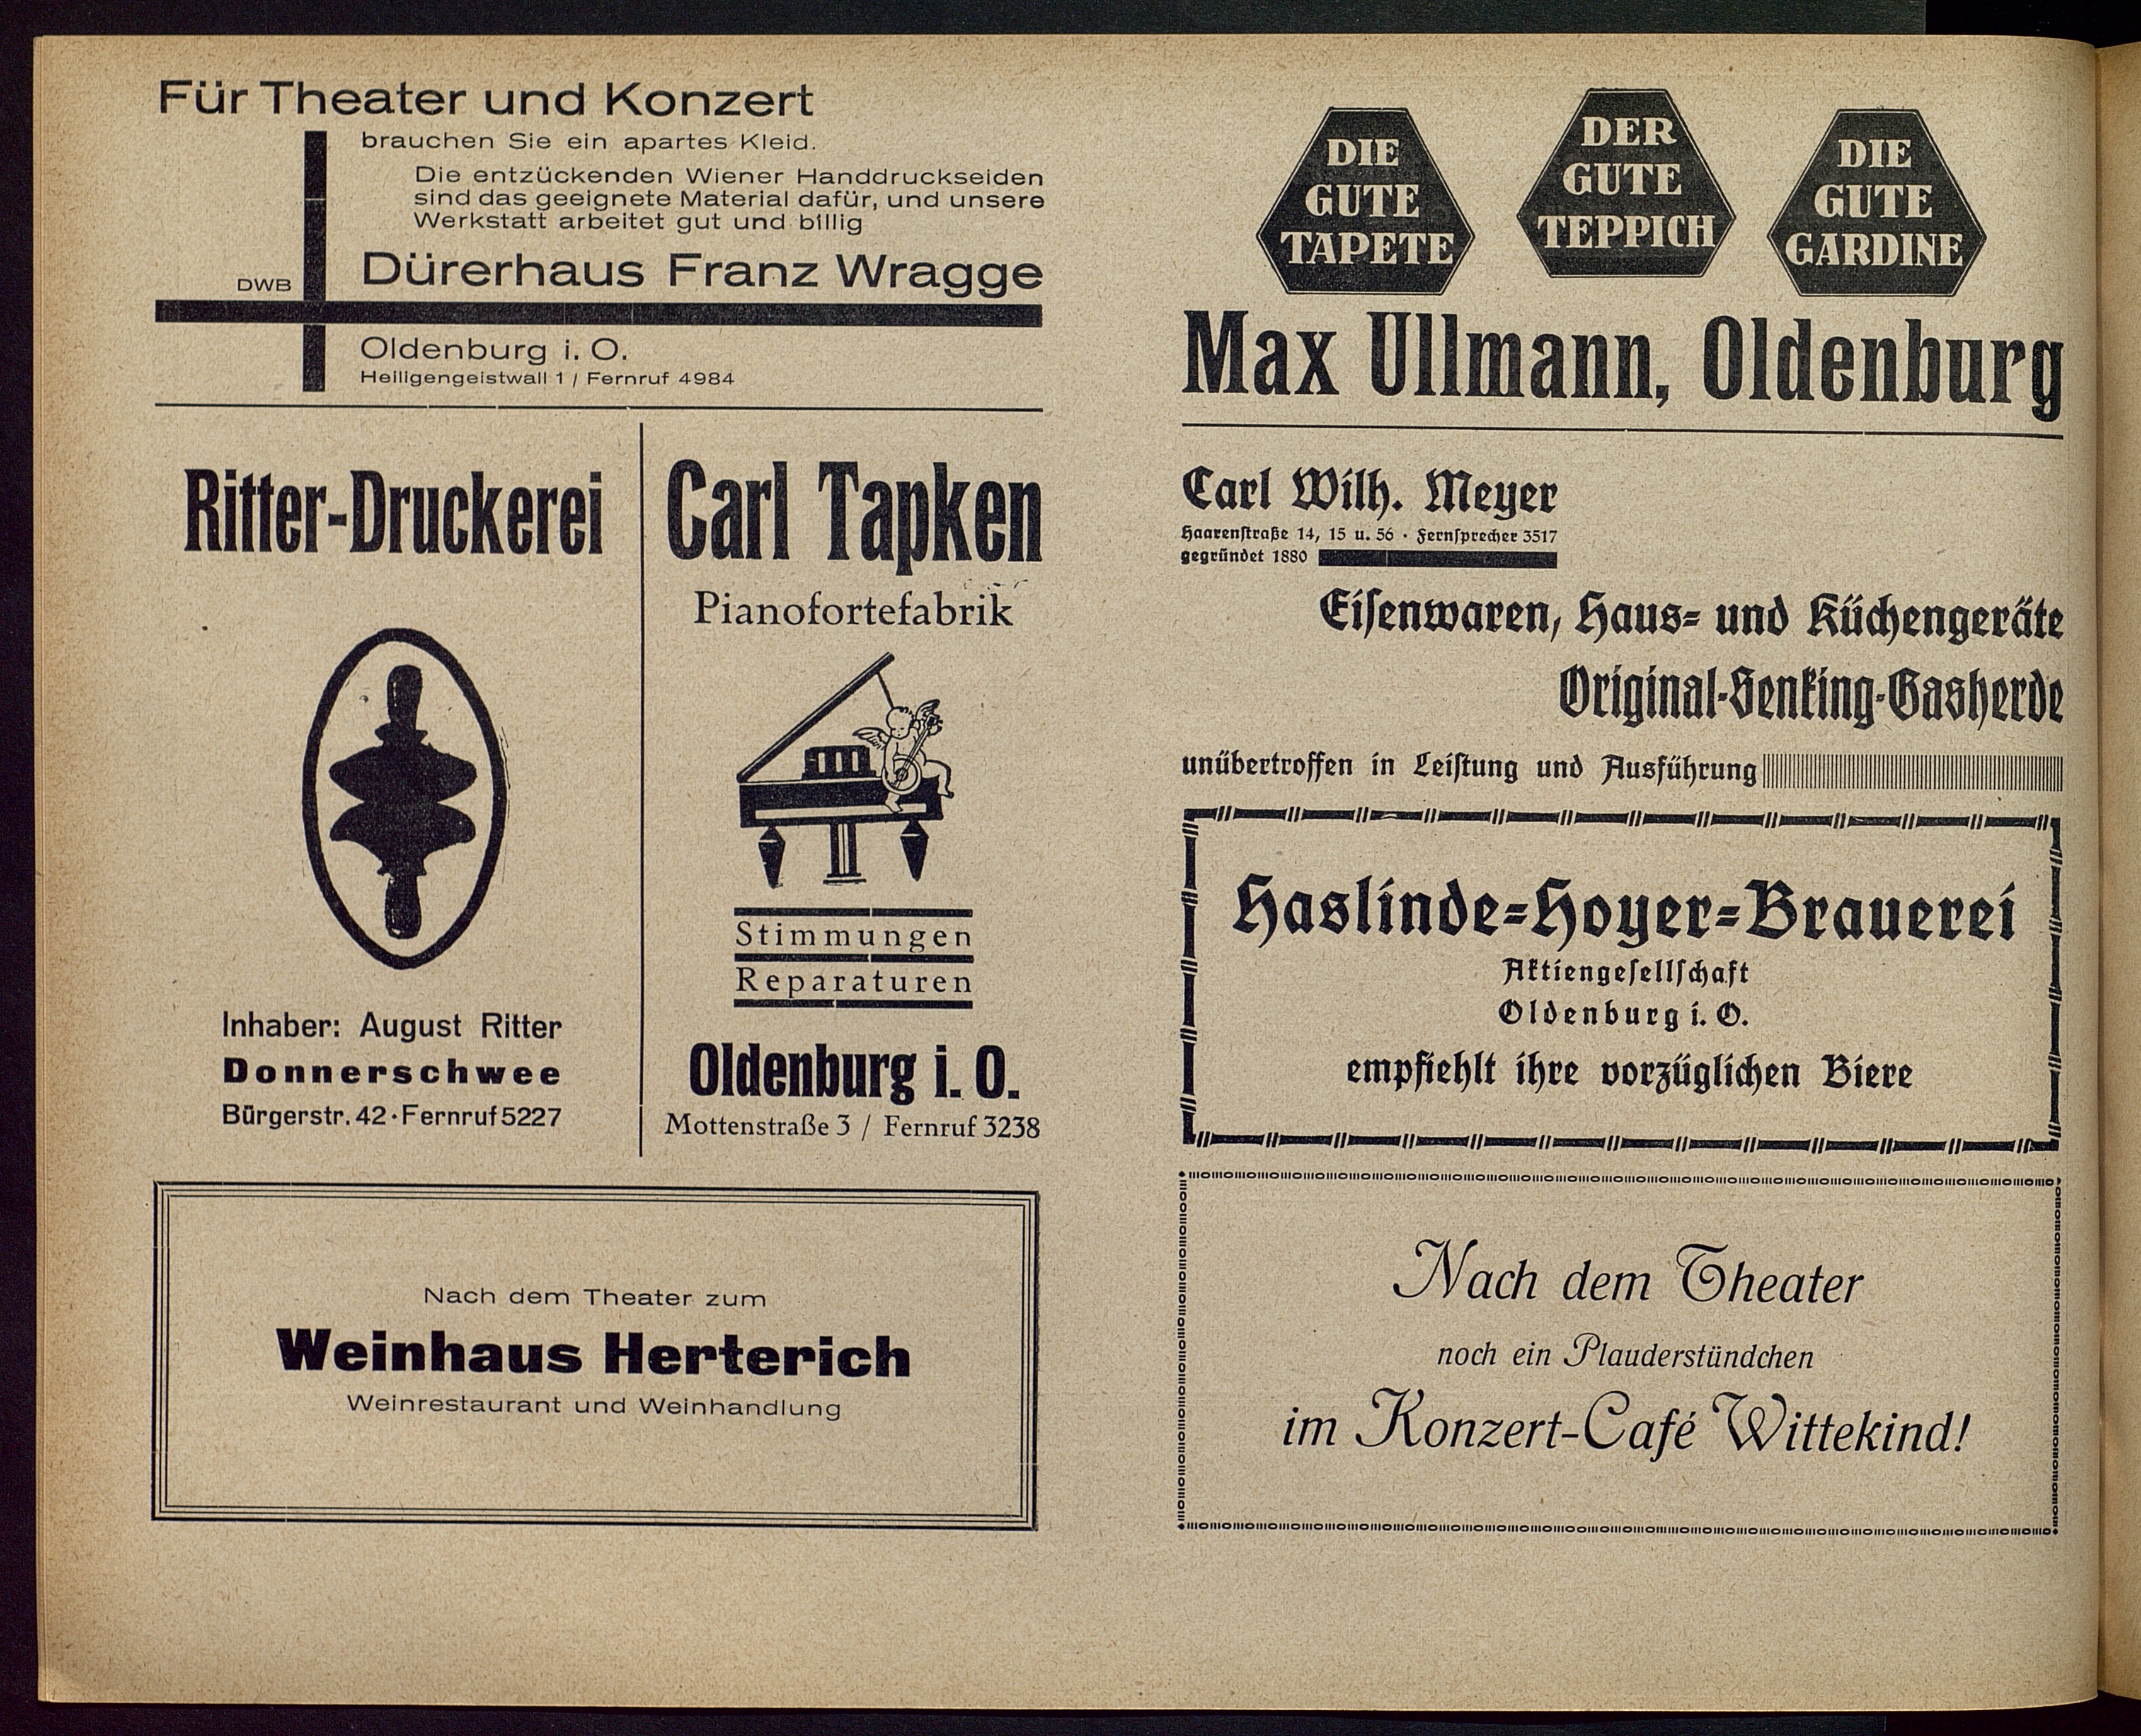 Für Theater und Konzert
brauchen Sie ein apartes Kleid.
Die entzückenden Wiener Handdruckseiden
sind das geeignete Material dafür, und unsere
Werkstatt arbeitet gut und billig
DWB
Dürerhaus Franz Wragge
Oldenburg i. O.
Heiligengeistwall 1 / Fernruf 4984
Ritter-Druckerei
Inhaber: August Ritter
Donnerschwee
Bürgerstr. 42 · Fernruf 5227
Carl Tapken
Pianofortefabrik
Stimmungen
Reparaturen
Oldenburg i. O.
Mottenstraße 3 / Fernruf 3238
Nach dem Theater zum
Weinhaus Herterich
Weinrestaurant und Weinhandlung
DIE
GUTE
TAPETE
DER
GUTE
TEPPICH
DIE
GUTE
GARDINE
Max Ullmann, Oldenburg
Carl Wilh. Meyer
Haarenſtraße 14, 15 u. 56 · Fernſprecher 3517
gegründet 1880
Eiſenwaren, Haus- und Küchengeräte
Original-Senking-Gasherde
unübertroffen in Leiſtung und Ausführung
Haslinde-Hoyer-Brauerei
Aktiengeſellſchaft
Oldenburg i. O.
empfiehlt ihre vorzüglichen Biere
Nach dem Theater
noch ein Plauderstündchen
im Konzert-Café Wittekind!